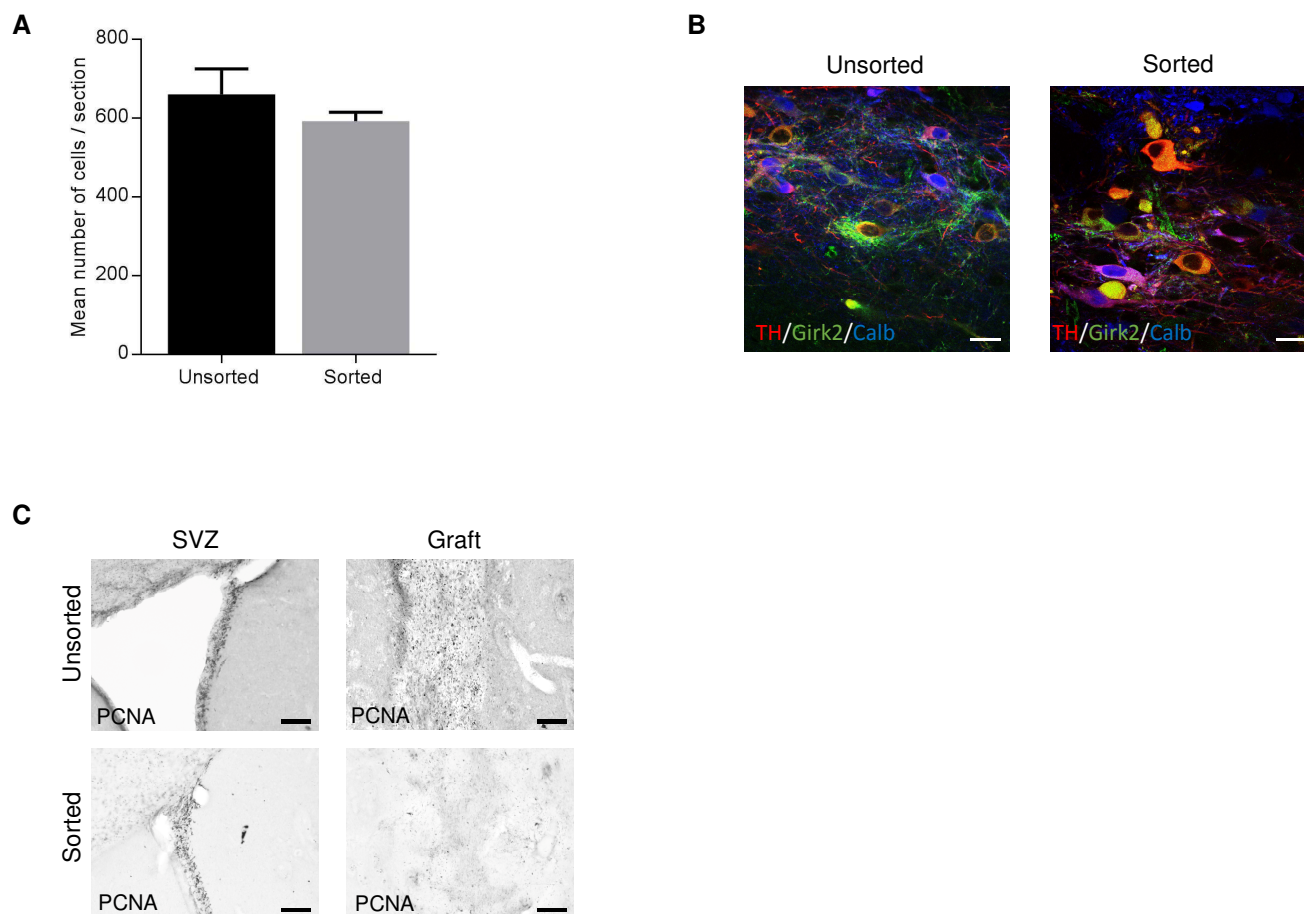 A
Mean number of cells / section
800
600
400
200
0
Unsorted
Sorted
B
Unsorted
Sorted
TH/Girk2/Calb
TH/Girk2/Calb
C
SVZ
Graft
Unsorted
PCNA
PCNA
Sorted
PCNA
PCNA